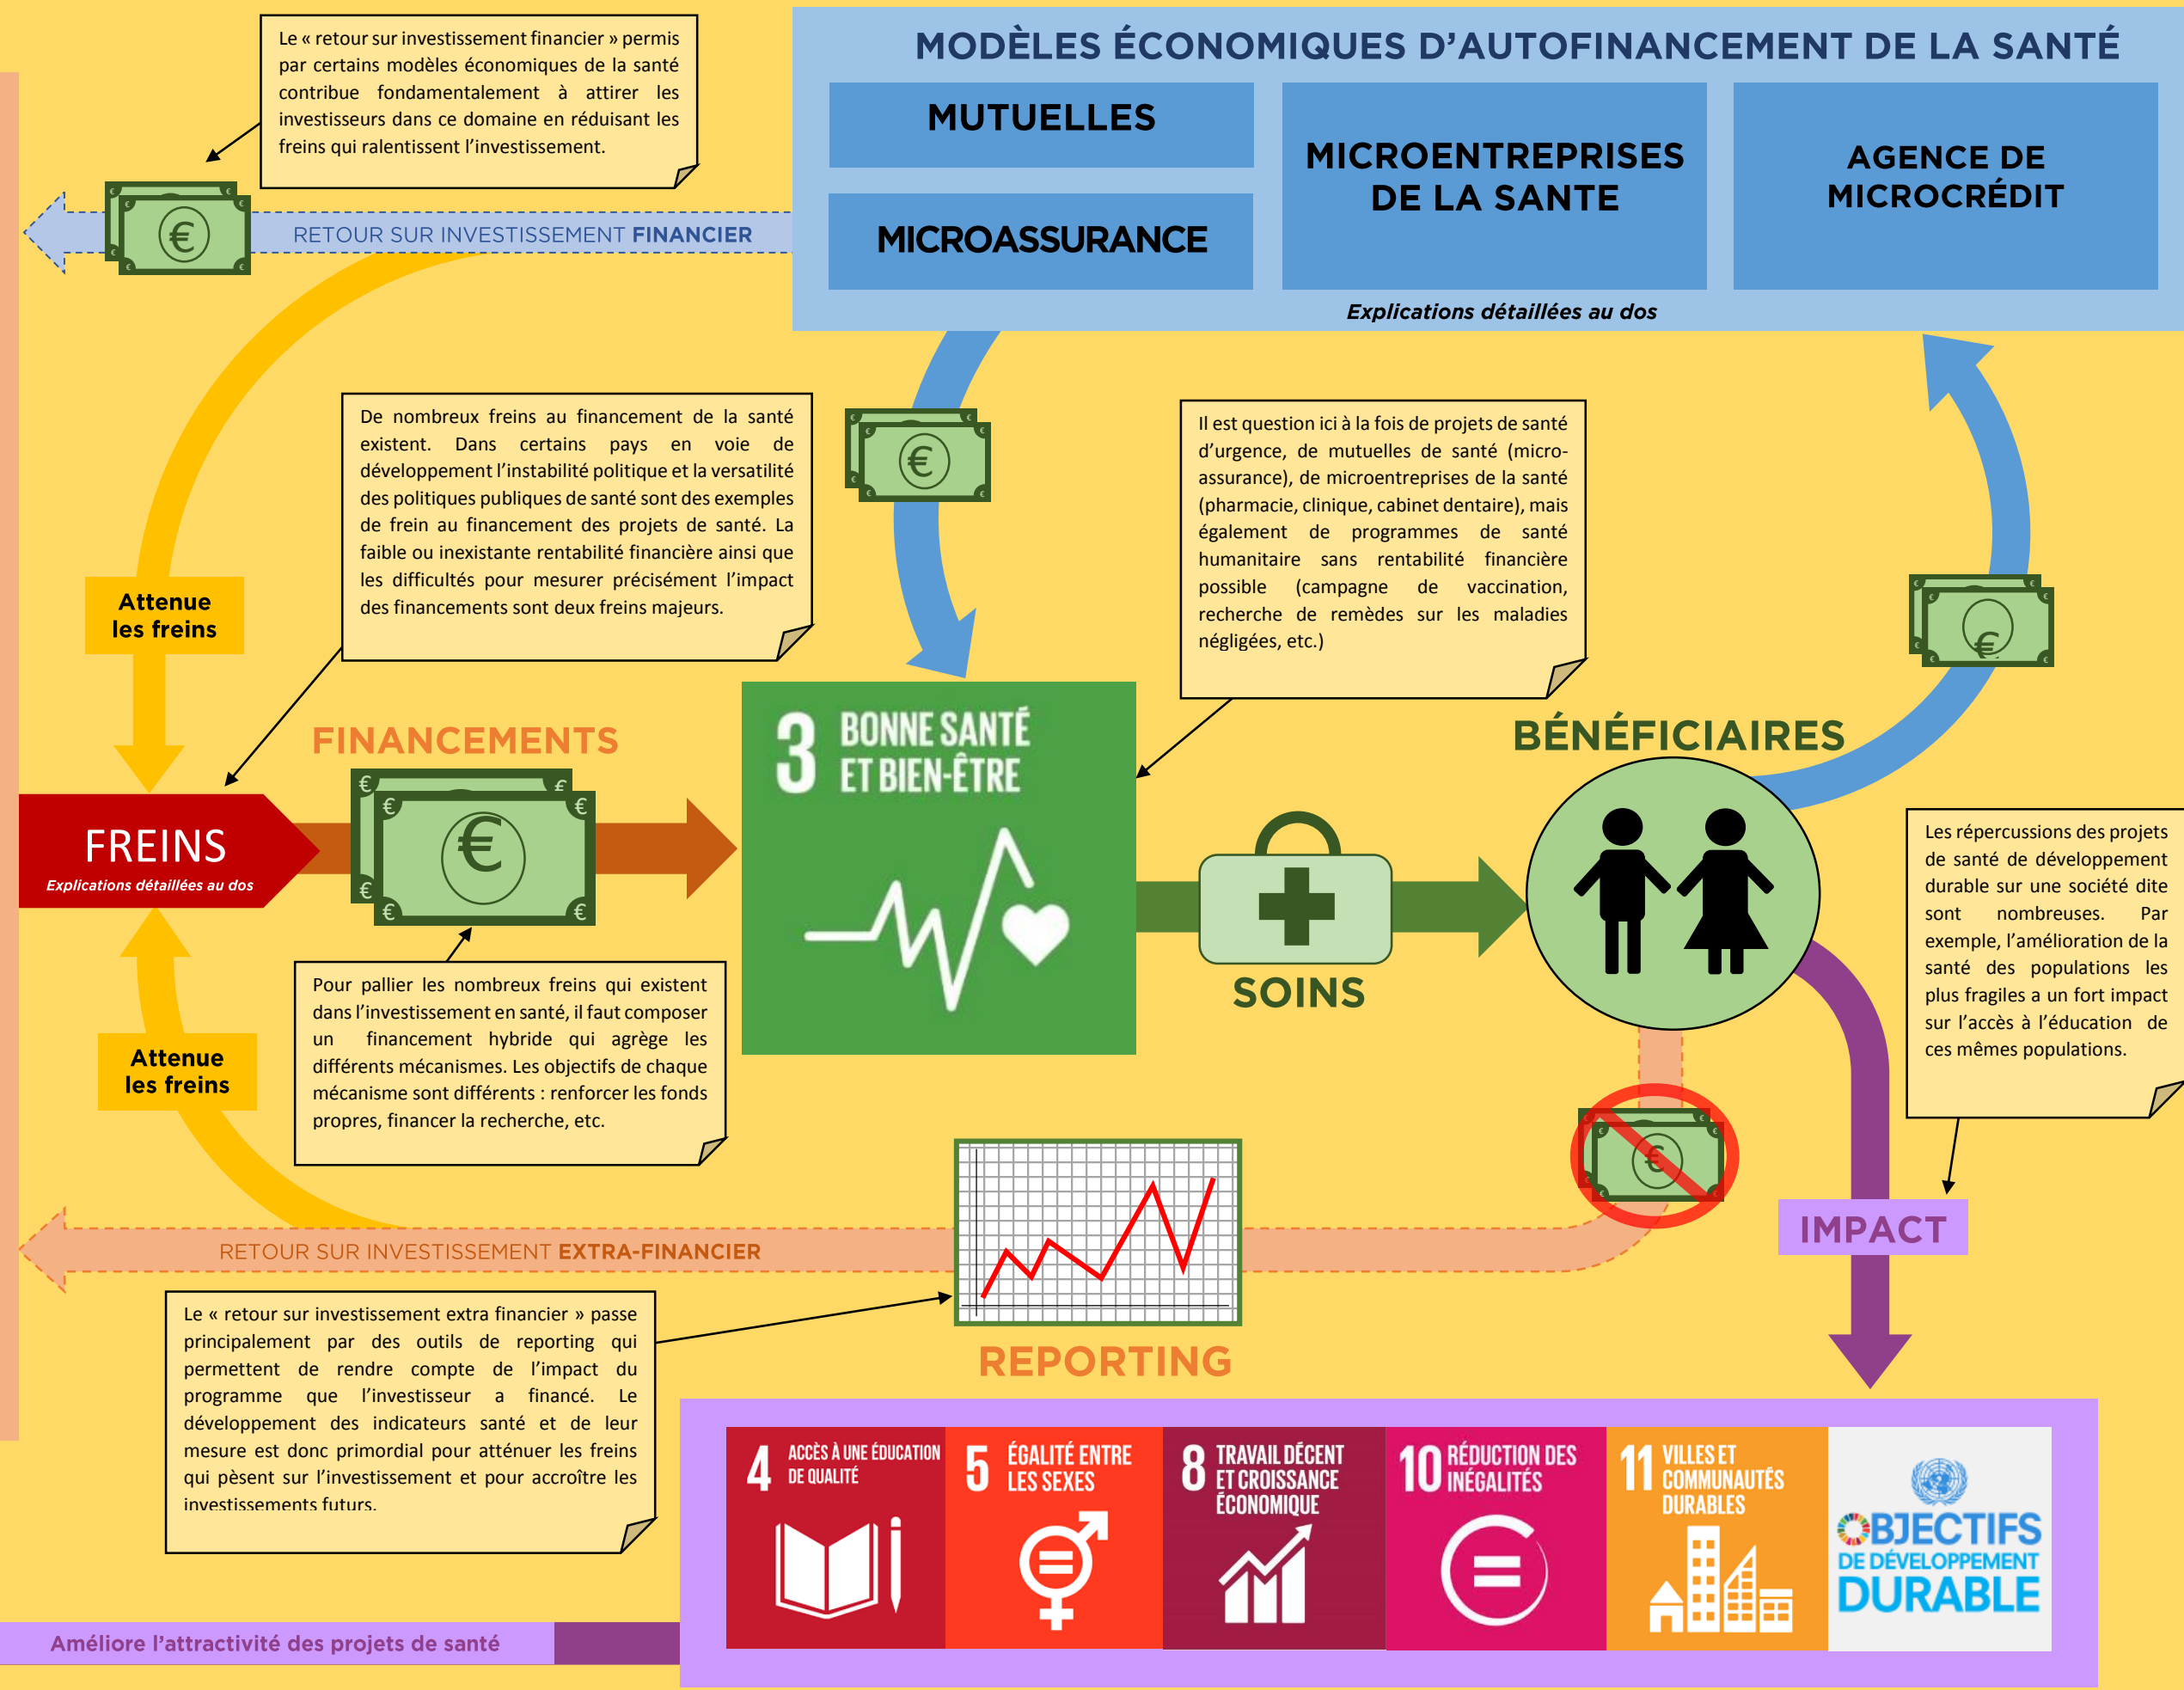 Le « retour sur investissement financier » permis
par certains modèles économiques de la santé
contribue fondamentalement à attirer les
investisseurs dans ce domaine en réduisant les
freins qui ralentissent l’investissement.
MODÈLES ÉCONOMIQUES D’AUTOFINANCEMENT DE LA SANTÉ
MUTUELLES
MICROASSURANCE
MICROENTREPRISES
DE LA SANTE
AGENCE DE
MICROCRÉDIT
Explications détaillées au dos
RETOUR SUR INVESTISSEMENT FINANCIER
De nombreux freins au financement de la santé
existent. Dans certains pays en voie de
développement l’instabilité politique et la versatilité
des politiques publiques de santé sont des exemples
de frein au financement des projets de santé. La
faible ou inexistante rentabilité financière ainsi que
les difficultés pour mesurer précisément l’impact
des financements sont deux freins majeurs.
Il est question ici à la fois de projets de santé
d’urgence, de mutuelles de santé (micro-
assurance), de microentreprises de la santé
(pharmacie, clinique, cabinet dentaire), mais
également de programmes de santé
humanitaire sans rentabilité financière
possible (campagne de vaccination,
recherche de remèdes sur les maladies
négligées, etc.)
Attenue
les freins
FREINS
Explications détaillées au dos
FINANCEMENTS
3 BONNE SANTÉ
ET BIEN-ÊTRE
SOINS
BÉNÉFICIAIRES
Les répercussions des projets
de santé de développement
durable sur une société dite
sont nombreuses. Par
exemple, l’amélioration de la
santé des populations les
plus fragiles a un fort impact
sur l’accès à l’éducation de
ces mêmes populations.
Attenue
les freins
Pour pallier les nombreux freins qui existent
dans l’investissement en santé, il faut composer
un financement hybride qui agrège les
différents mécanismes. Les objectifs de chaque
mécanisme sont différents : renforcer les fonds
propres, financer la recherche, etc.
RETOUR SUR INVESTISSEMENT EXTRA-FINANCIER
REPORTING
IMPACT
Le « retour sur investissement extra financier » passe
principalement par des outils de reporting qui
permettent de rendre compte de l’impact du
programme que l’investisseur a financé. Le
développement des indicateurs santé et de leur
mesure est donc primordial pour atténuer les freins
qui pèsent sur l’investissement et pour accroître les
investissements futurs.
4 ACCÈS À UNE ÉDUCATION
DE QUALITÉ
5 ÉGALITÉ ENTRE
LES SEXES
8 TRAVAIL DÉCENT
ET CROISSANCE
ÉCONOMIQUE
10 RÉDUCTION DES
INÉGALITÉS
11 VILLES ET
COMMUNAUTÉS
DURABLES
OBJECTIFS
DE DÉVELOPPEMENT
DURABLE
Améliore l’attractivité des projets de santé